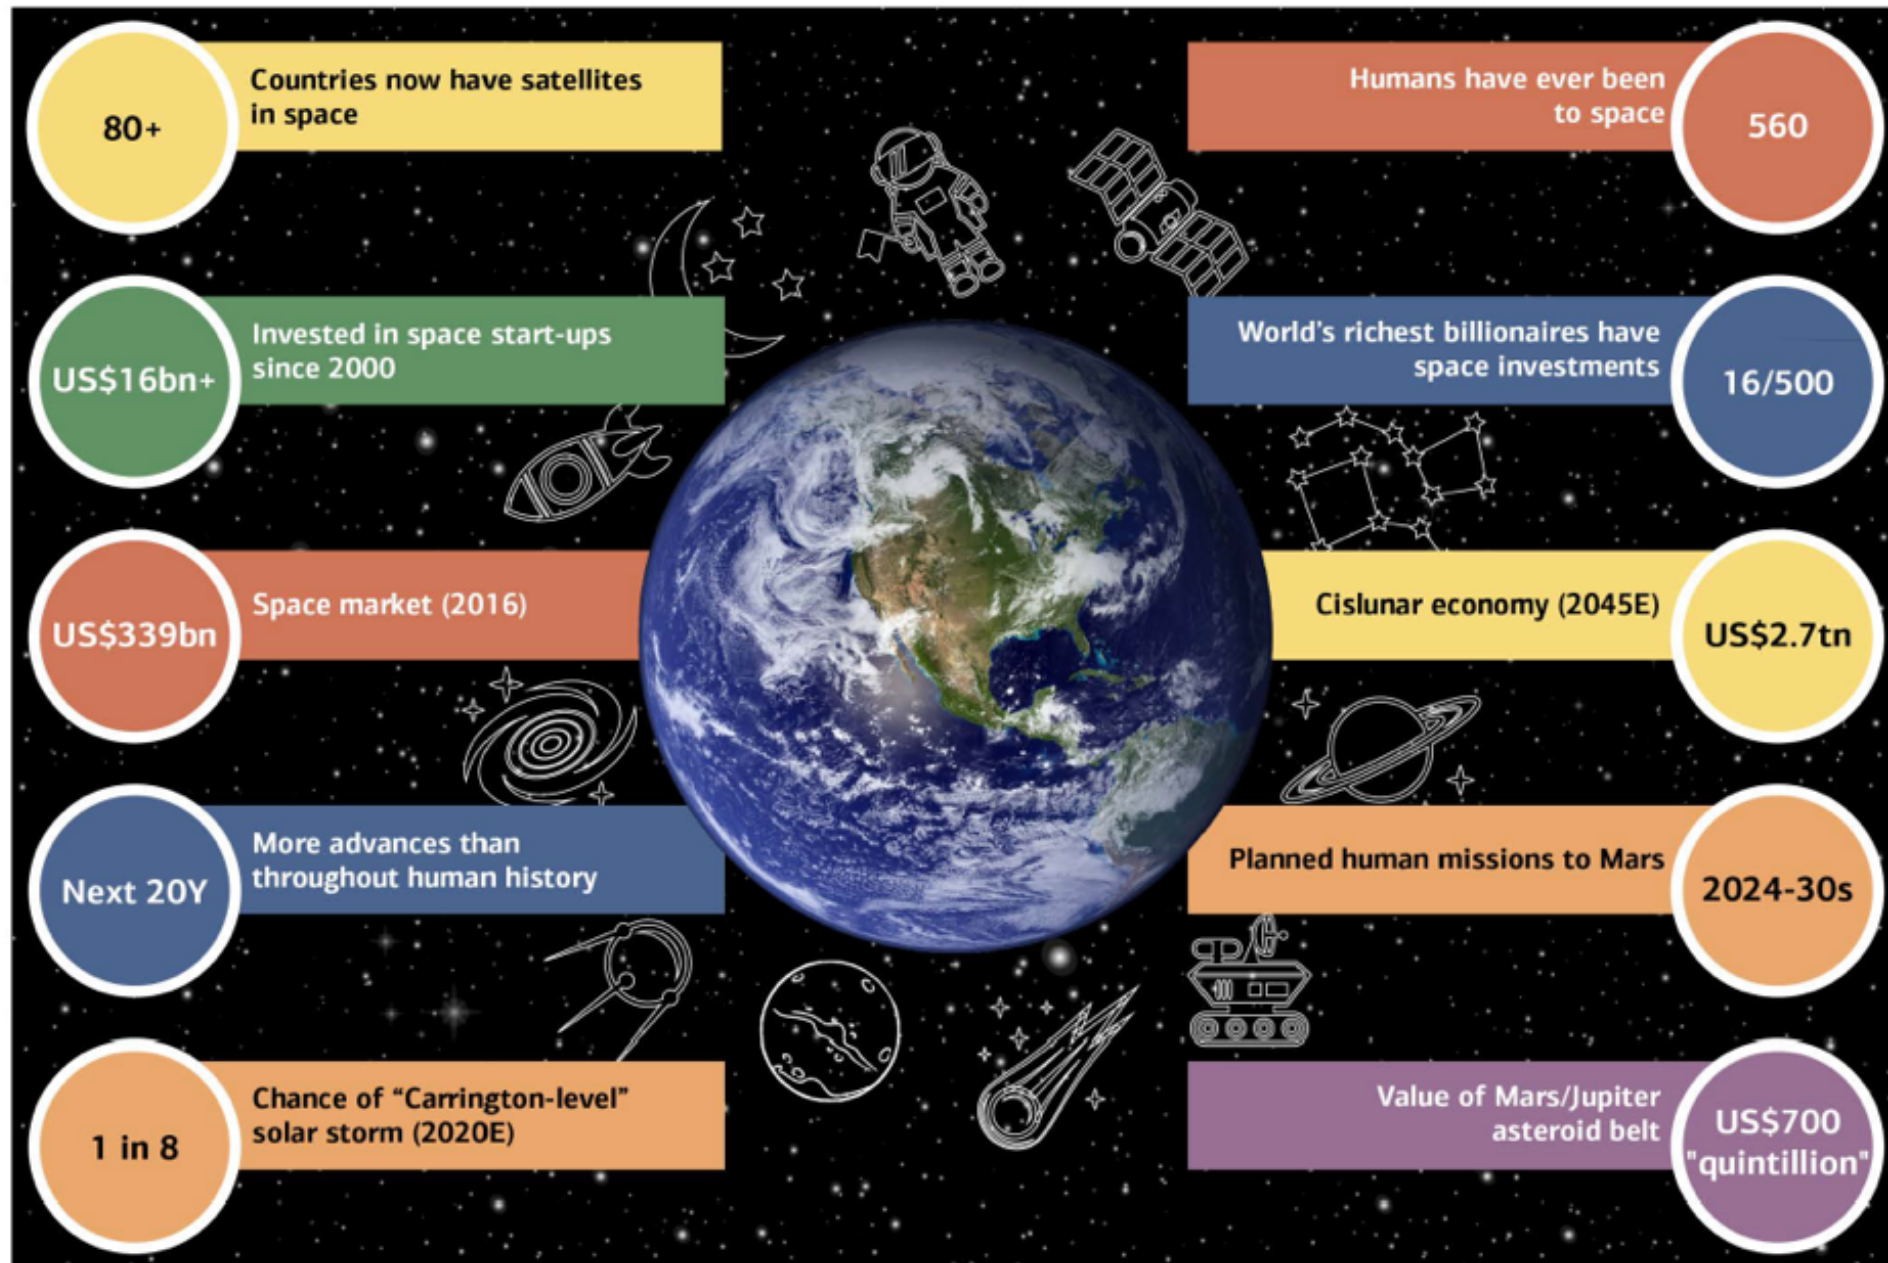 80+
Countries now have satellites
in space
Humans have ever been
to space
560
US$16bn+
Invested in space start-ups
since 2000
World's richest billionaires have
space investments
16/500
US$339bn
Space market (2016)
Cislunar economy (2045E)
US$2.7tn
Next 20Y
More advances than
throughout human history
Planned human missions to Mars
2024-30s
1 in 8
Chance of “Carrington-level”
solar storm (2020E)
Value of Mars/Jupiter
asteroid belt
US$700
"quintillion"